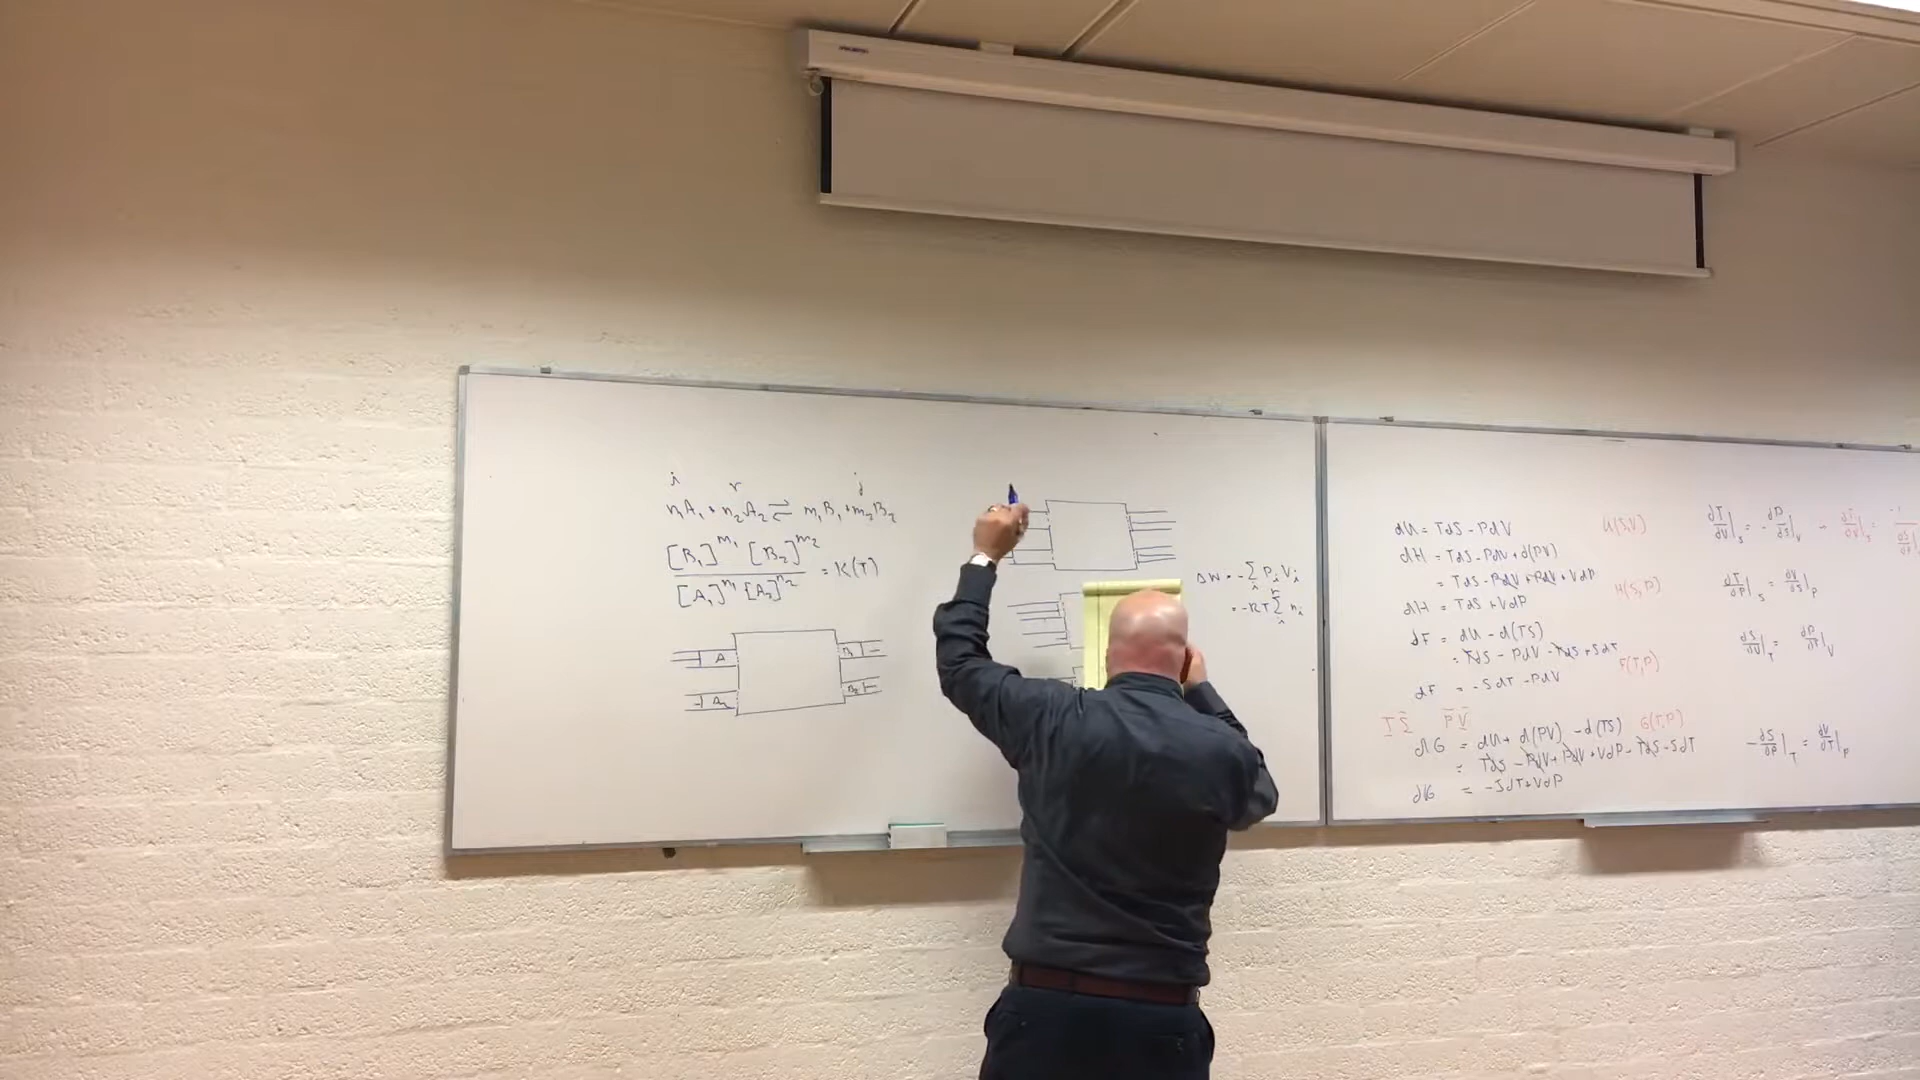 i r j
n₁A₁ + n₂A₂ ⇌ m₁B₁ + m₂B₂
[B₁]^m₁ [B₂]^m₂
[A₁]^n₁ [A₂]^n₂
= K(T)
A B₁
A₂ B₂
ΔW = -∑ᵢ PᵢVᵢ
= -RT ∑ᵢ nᵢ
dU = TdS - PdV U(S,V)
dH = TdS - PdV + d(PV)
= TdS - PdV + PdV + VdP
dH = TdS + VdP H(S,P)
dF = dU - d(TS)
= TdS - PdV - TdS + SdT
dF = -SdT - PdV
T S P V
dG = dU + d(PV) - d(TS) G(T,P)
= TdS - PdV + PdV + VdP - TdS - SdT
dG = -SdT + VdP
∂T/∂V|S = -∂P/∂S|V
∂T/∂P|S = ∂V/∂S|P
∂S/∂V|T = ∂P/∂T|V
-∂S/∂P|T = ∂V/∂T|P